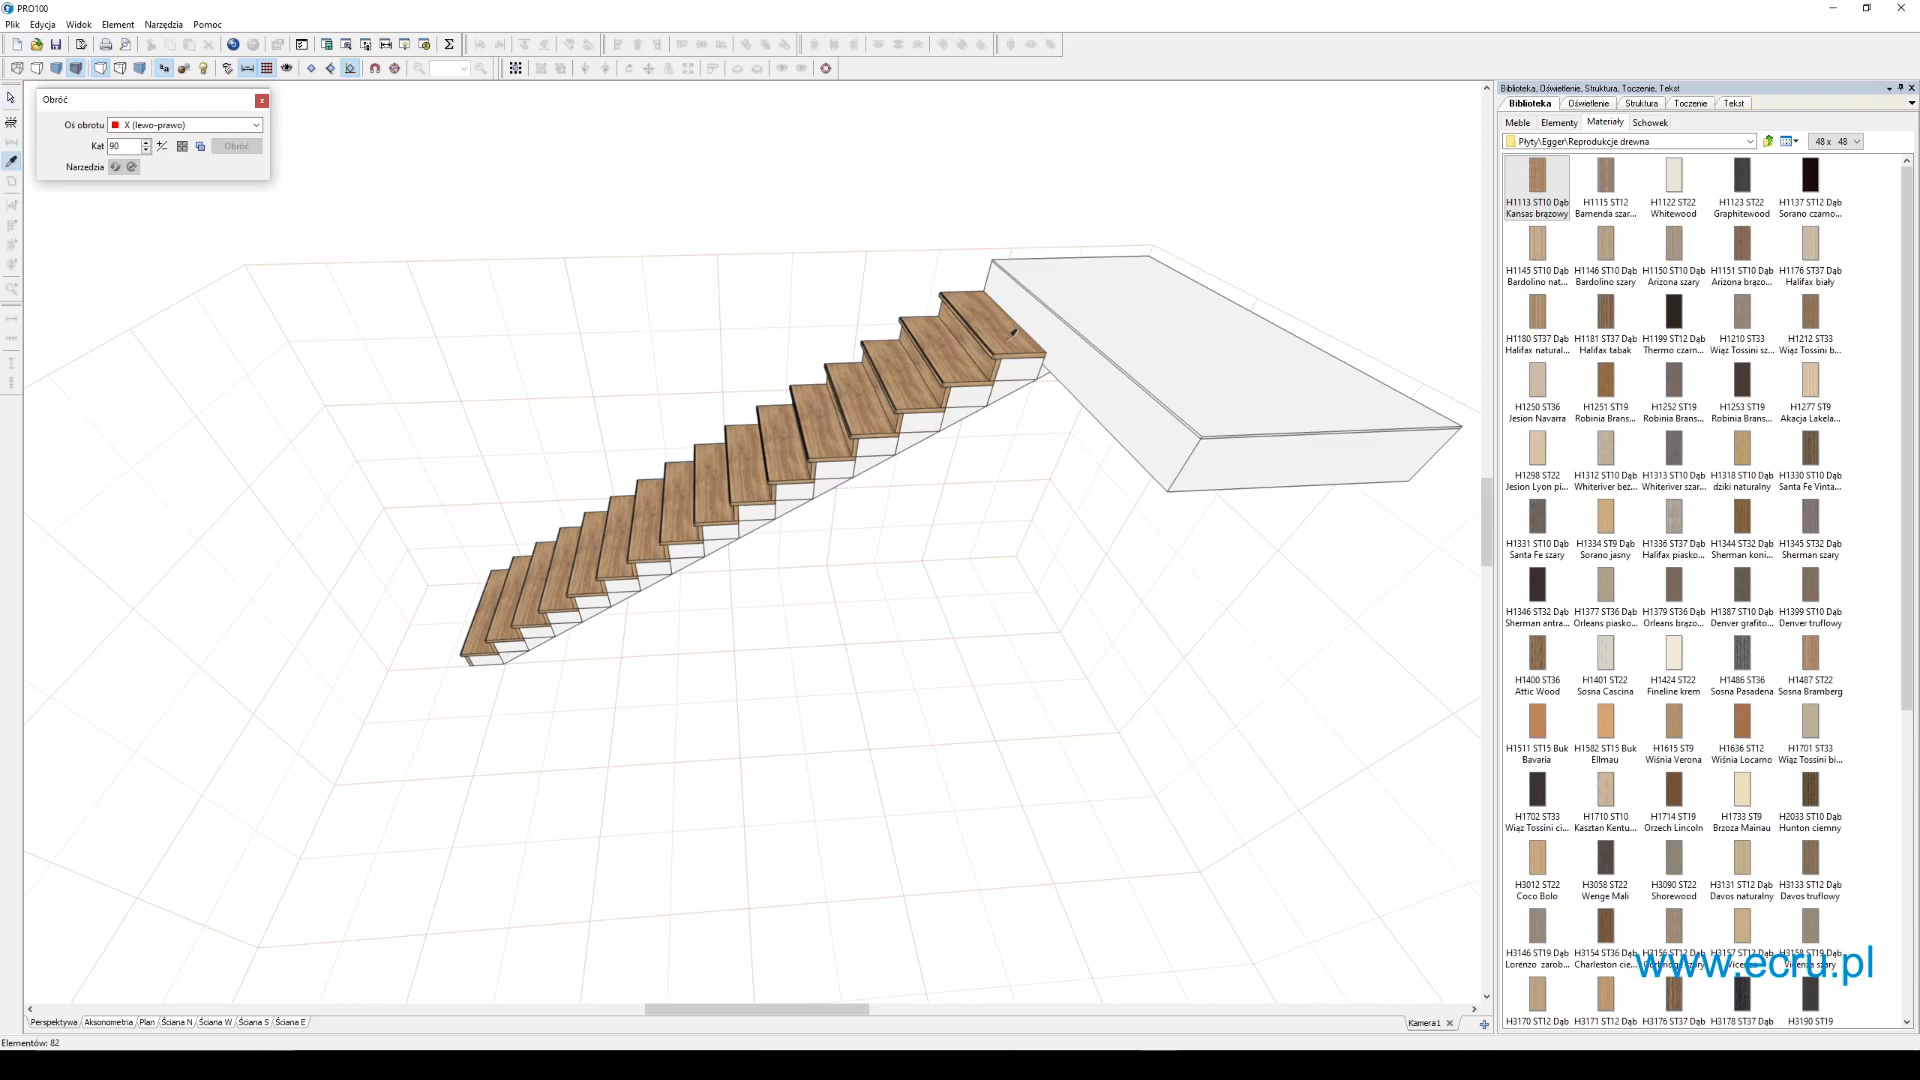 PRO100
Plik Edycja Widok Element Narzędzia Pomoc
Obróć
Oś obrotu X (lewo-prawo)
Kąt 90 Obróć
Narzędzia
Biblioteka, Oświetlenie, Struktura, Toczenie, Tekst
Biblioteka Oświetlenie Struktura Toczenie Tekst
Meble Elementy Materiały Schowek
Płyty\Egger\Reprodukcje drewna 48 x 48
H1113 ST10 Dąb H1115 ST12 H1122 ST22 H1123 ST22 H1137 ST12 Dąb
Kansas brązowy Bamenda szar... Whitewood Graphitewood Sorano czarno...
H1145 ST10 Dąb H1146 ST10 Dąb H1150 ST10 Dąb H1151 ST10 Dąb H1176 ST37 Dąb
Bardolino nat... Bardolino szary Arizona szary Arizona brązo... Halifax biały
H1180 ST37 Dąb H1181 ST37 Dąb H1199 ST12 Dąb H1210 ST33 H1212 ST33
Halifax natural... Halifax tabak Thermo czarn... Wiąz Tossini sz... Wiąz Tossini b...
H1250 ST36 H1251 ST19 H1252 ST19 H1253 ST19 H1277 ST9
Jesion Navarra Robinia Brans... Robinia Brans... Robinia Brans... Akacja Lakela...
H1298 ST22 H1312 ST10 Dąb H1313 ST10 Dąb H1318 ST10 Dąb H1330 ST10 Dąb
Jesion Lyon pi... Whiteriver bez... Whiteriver szar... dziki naturalny Santa Fe Vinta...
H1331 ST10 Dąb H1334 ST9 Dąb H1336 ST37 Dąb H1344 ST32 Dąb H1345 ST32 Dąb
Santa Fe szary Sorano jasny Halifax piasko... Sherman koni... Sherman szary
H1346 ST32 Dąb H1377 ST36 Dąb H1379 ST36 Dąb H1387 ST10 Dąb H1399 ST10 Dąb
Sherman antra... Orleans piasko... Orleans brązo... Denver grafito... Denver truflowy
H1400 ST36 H1401 ST22 H1424 ST22 H1486 ST36 H1487 ST22
Attic Wood Sosna Cascina Fineline krem Sosna Pasadena Sosna Bramberg
H1511 ST15 Buk H1582 ST15 Buk H1615 ST9 H1636 ST12 H1701 ST33
Bavaria Ellmau Wiśnia Verona Wiśnia Locarno Wiąz Tossini bi...
H1702 ST33 H1710 ST10 H1714 ST19 H1733 ST9 H2033 ST10 Dąb
Wiąz Tossini ci... Kasztan Kentu... Orzech Lincoln Brzoza Mainau Hunton ciemny
H3012 ST22 H3058 ST22 H3090 ST22 H3131 ST12 Dąb H3133 ST12 Dąb
Coco Bolo Wenge Mali Shorewood Davos naturalny Davos truflowy
H3146 ST19 Dąb H3154 ST36 Dąb H3156 ST12 Dąb H3157 ST12 Dąb H3158 ST19 Dąb
Lorenzo zarob... Charleston cie... Vicenza szary
www.ecru.pl
H3170 ST12 Dąb H3171 ST12 Dąb H3176 ST37 Dąb H3178 ST37 Dąb H3190 ST19
Perspektywa Aksonometria Plan Ściana N Ściana W Ściana S Ściana E
Kamera1
Elementów: 82